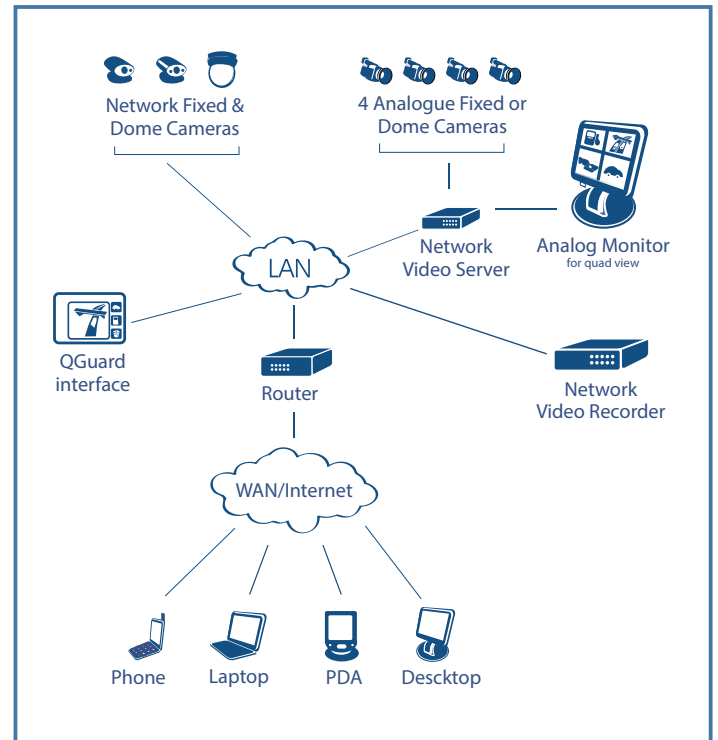 Network Fixed &
Dome Cameras
4 Analogue Fixed or
Dome Cameras
LAN
Network
Video Server
Analog Monitor
for quad view
QGuard
interface
Router
Network
Video Recorder
WAN/Internet
Phone
Laptop
PDA
Descktop